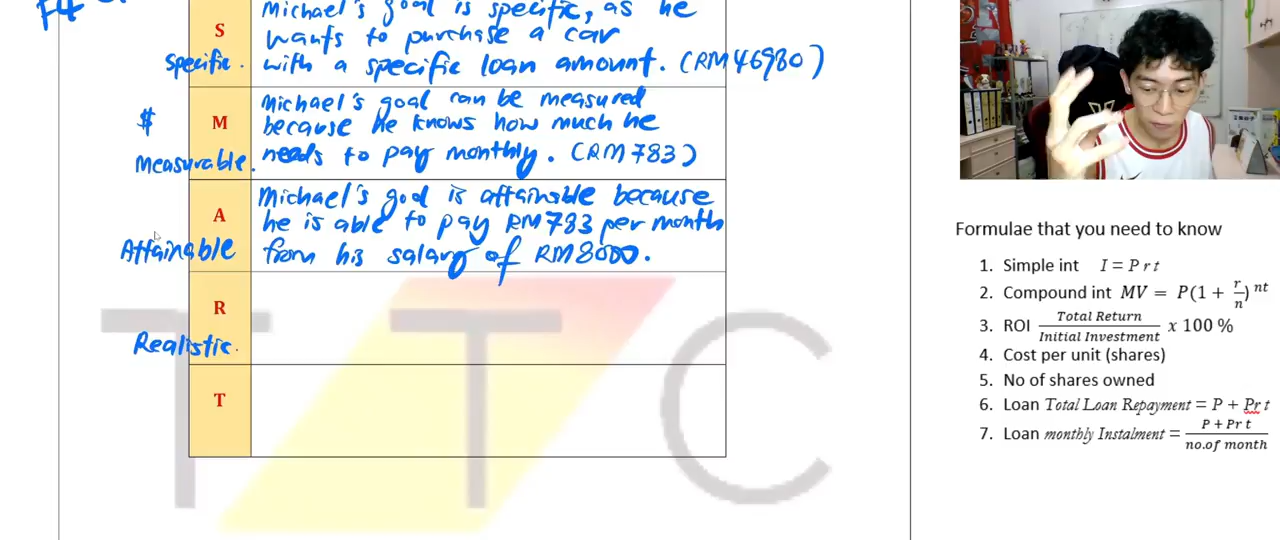 S
Specific.
Michael's goal is specific, as he
wants to purchase a car
with a specific loan amount. (RM46980)
$
M
Measurable.
Michael's goal can be measured
because he knows how much he
needs to pay monthly. (RM783)
A
Attainable
Michael's goal is attainable because
he is able to pay RM783 per month
from his salary of RM8000.
R
Realistic.
T
TTC
Formulae that you need to know
1. Simple int I = P r t
2. Compound int MV = P(1 + r/n)^nt
3. ROI Total Return / Initial Investment x 100 %
4. Cost per unit (shares)
5. No of shares owned
6. Loan Total Loan Repayment = P + Pr t
7. Loan monthly Instalment = P + Pr t / no.of month